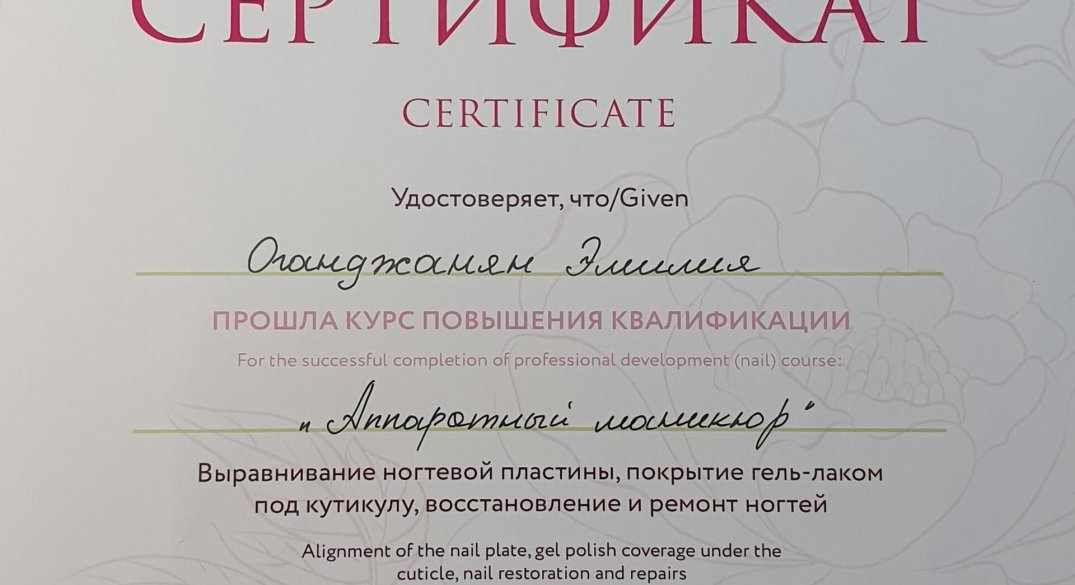 СЕРТИФИКАТ
CERTIFICATE
Удостоверяет, что/Given
Оганджанян Эмилия
ПРОШЛА КУРС ПОВЫШЕНИЯ КВАЛИФИКАЦИИ
For the successful completion of professional development (nail) course:
„Аппаратный маникюр"
Выравнивание ногтевой пластины, покрытие гель-лаком
под кутикулу, восстановление и ремонт ногтей
Alignment of the nail plate, gel polish coverage under the
cuticle, nail restoration and repairs